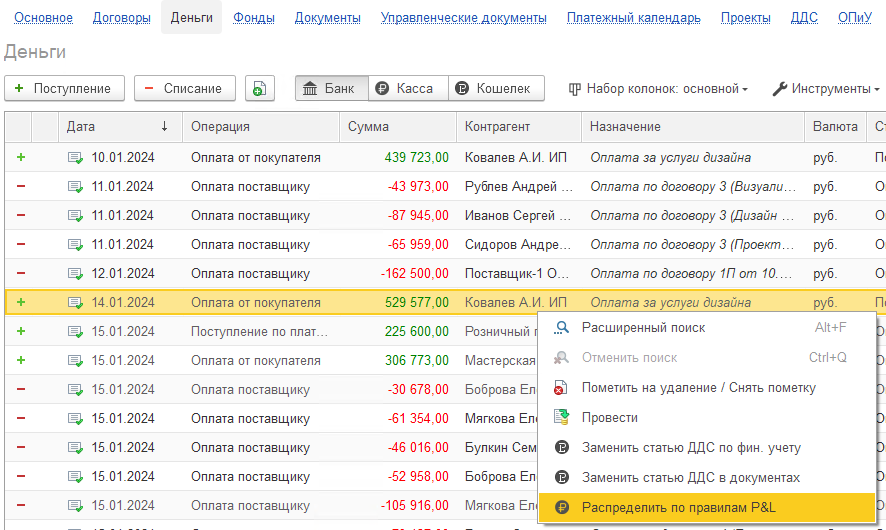 Основное Договоры Деньги Фонды Документы Управленческие документы Платежный календарь Проекты ДДС ОПиУ
Деньги
+ Поступление − Списание Банк Касса Кошелек Набор колонок: основной Инструменты
Дата ↓ Операция Сумма Контрагент Назначение Валюта
+ 10.01.2024 Оплата от покупателя 439 723,00 Ковалев А.И. ИП Оплата за услуги дизайна руб.
− 11.01.2024 Оплата поставщику -43 973,00 Рублев Андрей ... Оплата по договору 3 (Визуали... руб.
− 11.01.2024 Оплата поставщику -87 945,00 Иванов Сергей ... Оплата по договору 3 (Дизайн ... руб.
− 11.01.2024 Оплата поставщику -65 959,00 Сидоров Андре... Оплата по договору 3 (Проект... руб.
− 12.01.2024 Оплата поставщику -162 500,00 Поставщик-1 О... Оплата по договору 1П от 10.... руб.
+ 14.01.2024 Оплата от покупателя 529 577,00 Ковалев А.И. ИП Оплата за услуги дизайна руб.
+ 15.01.2024 Поступление по плат... 225 600,00 Розничный
+ 15.01.2024 Оплата от покупателя 306 773,00 Мастерская
− 15.01.2024 Оплата поставщику -30 678,00 Боброва Еле
− 15.01.2024 Оплата поставщику -61 354,00 Мягкова Еле
− 15.01.2024 Оплата поставщику -46 016,00 Булкин Сем
− 15.01.2024 Оплата поставщику -52 958,00 Боброва Еле
− 15.01.2024 Оплата поставщику -105 916,00 Мягкова Еле
Расширенный поиск Alt+F
Отменить поиск Ctrl+Q
Пометить на удаление / Снять пометку
Провести
Заменить статью ДДС по фин. учету
Заменить статью ДДС в документах
Распределить по правилам P&L